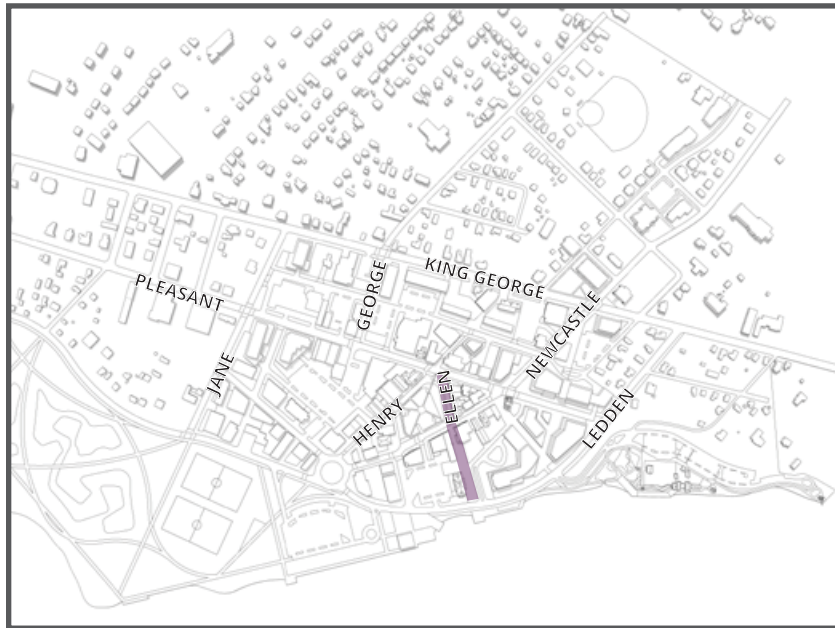 KING GEORGE
GEORGE
PLEASANT
NEWCASTLE
JANE
ELLEN
HENRY
LEDDEN